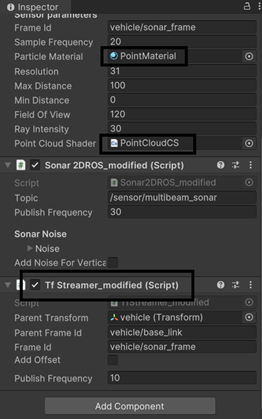 Inspector
Sensor parameters
Frame Id vehicle/sonar_frame
Sample Frequency 20
Particle Material PointMaterial
Resolution 31
Max Distance 100
Min Distance 0
Field Of View 120
Ray Intensity 30
Point Cloud Shader PointCloudCS
Sonar 2DROS_modified (Script)
Script Sonar2DROS_modified
Topic /sensor/multibeam_sonar
Publish Frequency 30
Sonar Noise
Noise
Add Noise For Vertica
Tf Streamer_modified (Script)
Script TfStreamer_modified
Parent Transform vehicle (Transform)
Parent Frame Id vehicle/base_link
Frame Id vehicle/sonar_frame
Add Offset
Publish Frequency 10
Add Component